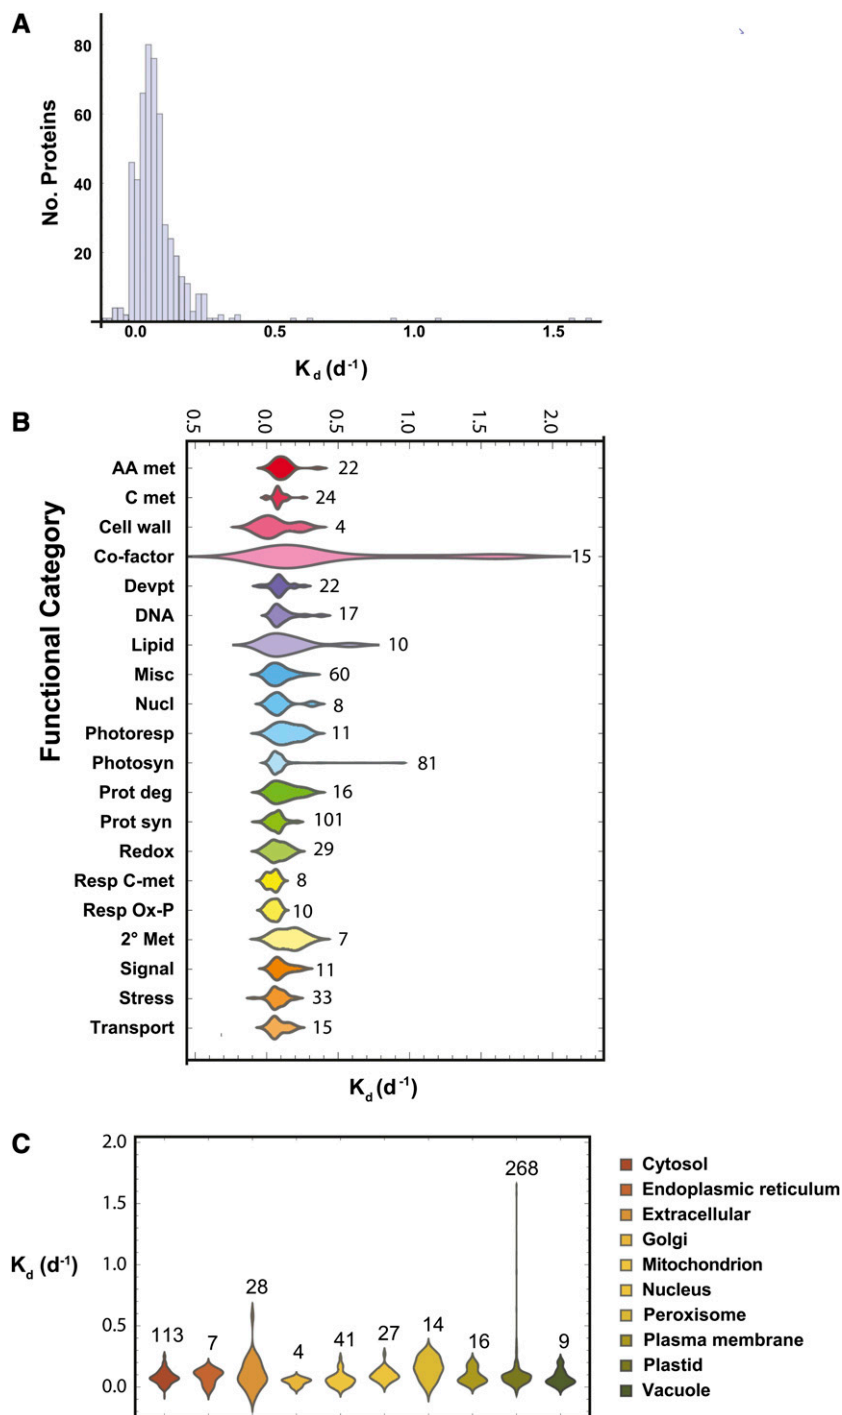 A
80
60
40
20
No. Proteins
0.0 0.5 1.0 1.5
K d (d-1)
B
0.5 0.0 0.5 1.0 1.5 2.0
Functional Category
AA met 22
C met 24
Cell wall 4
Co-factor 15
Devpt 22
DNA 17
Lipid 10
Misc 60
Nucl 8
Photoresp 11
Photosyn 81
Prot deg 16
Prot syn 101
Redox 29
Resp C-met 8
Resp Ox-P 10
2° Met 7
Signal 11
Stress 33
Transport 15
K d (d-1)
C
2.0
1.5
1.0
0.5
0.0
K d (d-1)
113 7 28 4 41 27 14 16 268 9
Cytosol
Endoplasmic reticulum
Extracellular
Golgi
Mitochondrion
Nucleus
Peroxisome
Plasma membrane
Plastid
Vacuole